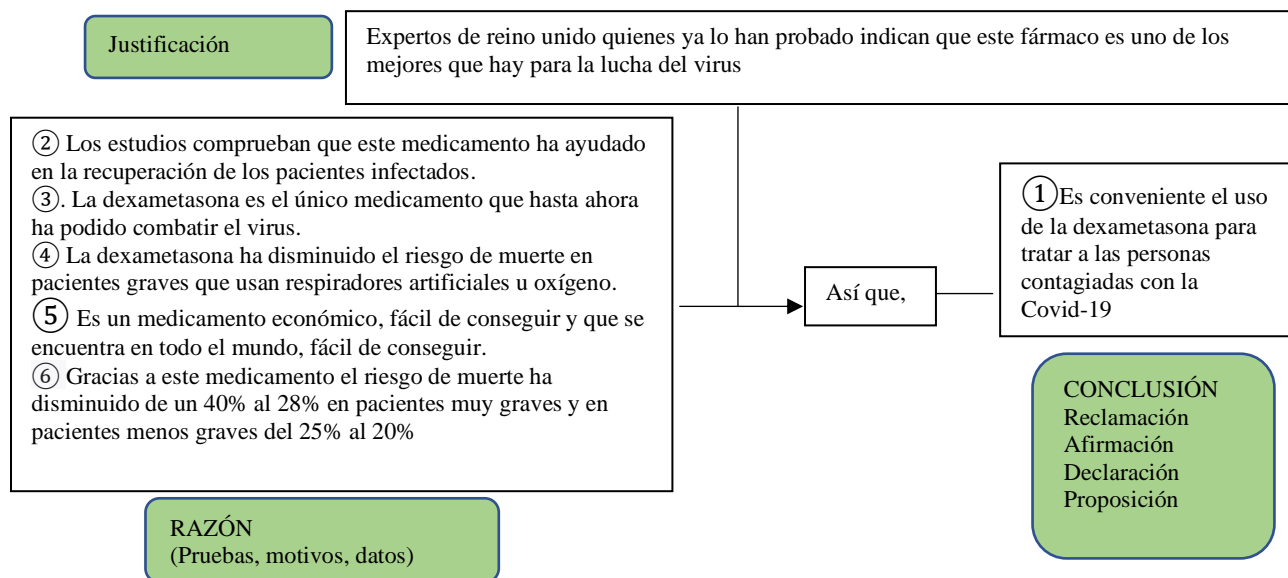 Justificación
Expertos de reino unido quienes ya lo han probado indican que este fármaco es uno de los
mejores que hay para la lucha del virus
② Los estudios comprueban que este medicamento ha ayudado
en la recuperación de los pacientes infectados.
③. La dexametasona es el único medicamento que hasta ahora
ha podido combatir el virus.
④ La dexametasona ha disminuido el riesgo de muerte en
pacientes graves que usan respiradores artificiales u oxígeno.
⑤ Es un medicamento económico, fácil de conseguir y que se
encuentra en todo el mundo, fácil de conseguir.
⑥ Gracias a este medicamento el riesgo de muerte ha
disminuido de un 40% al 28% en pacientes muy graves y en
pacientes menos graves del 25% al 20%
Así que,
①Es conveniente el uso
de la dexametasona para
tratar a las personas
contagiadas con la
Covid-19
RAZÓN
(Pruebas, motivos, datos)
CONCLUSIÓN
Reclamación
Afirmación
Declaración
Proposición